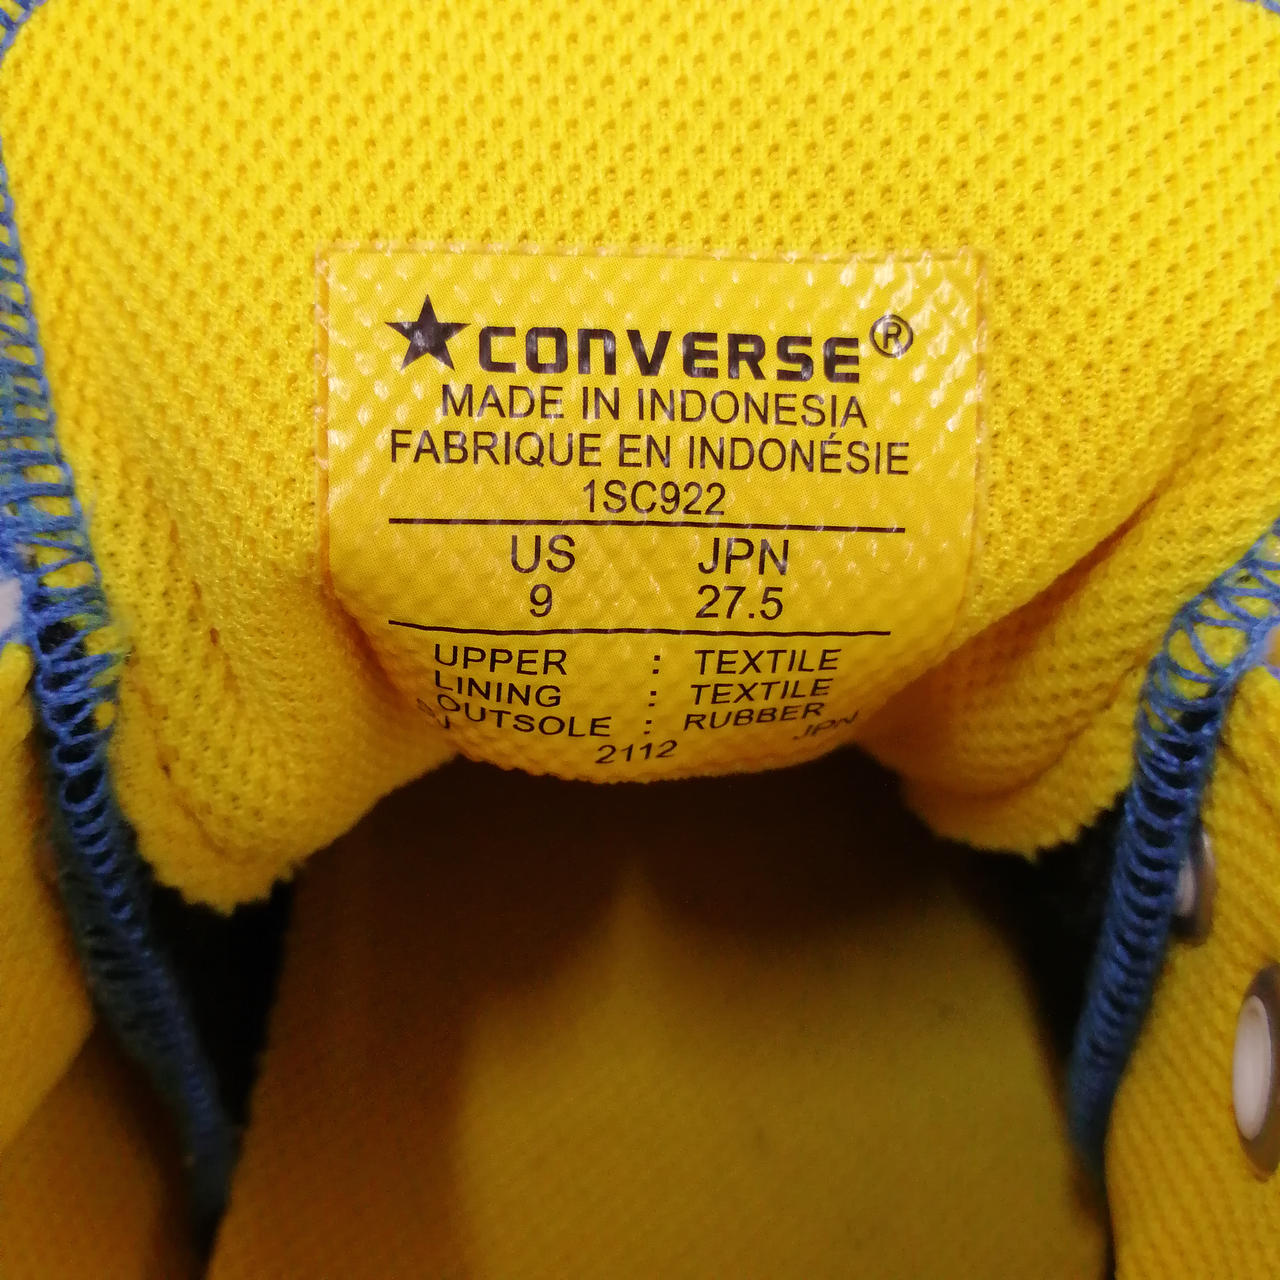 ★CONVERSE®
MADE IN INDONESIA
FABRIQUE EN INDONÉSIE
1SC922
US JPN
9 27.5
UPPER : TEXTILE
LINING : TEXTILE
OUTSOLE : RUBBER
JPN
2112